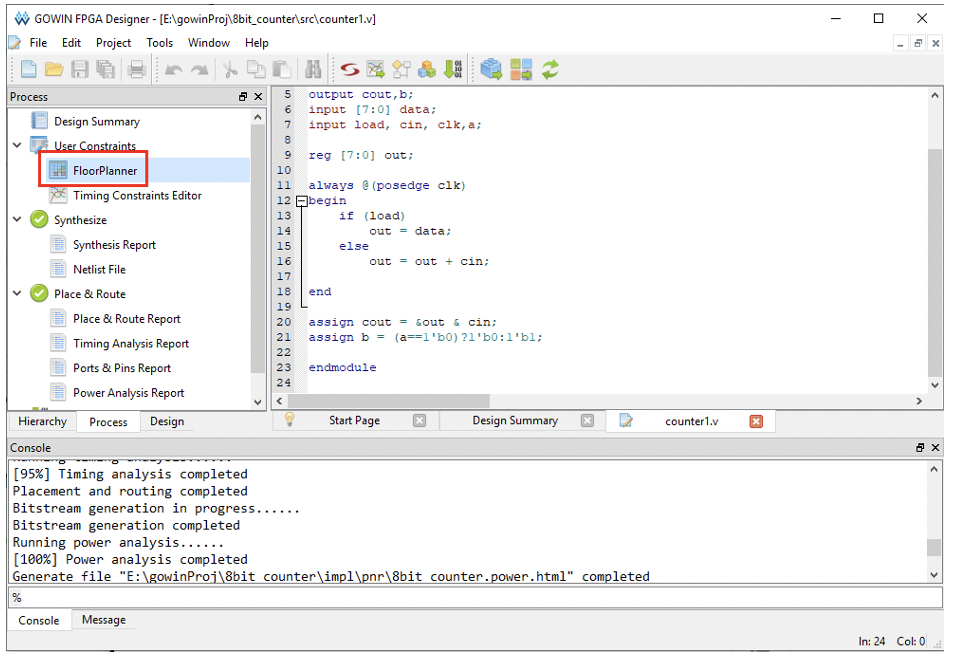 GOWIN FPGA Designer - [E:\gowinProj\8bit_counter\src\counter1.v]
File Edit Project Tools Window Help
Process
Design Summary
User Constraints
FloorPlanner
Timing Constraints Editor
Synthesize
Synthesis Report
Netlist File
Place & Route
Place & Route Report
Timing Analysis Report
Ports & Pins Report
Power Analysis Report
Hierarchy Process Design
5 output cout,b;
6 input [7:0] data;
7 input load, cin, clk,a;
8
9 reg [7:0] out;
10
11 always @(posedge clk)
12 begin
13 if (load)
14 out = data;
15 else
16 out = out + cin;
17
18 end
19
20 assign cout = &out & cin;
21 assign b = (a==1'b0)?1'b0:1'b1;
22
23 endmodule
24
Start Page Design Summary counter1.v
Console
Running timing analysis......
[95%] Timing analysis completed
Placement and routing completed
Bitstream generation in progress......
Bitstream generation completed
Running power analysis......
[100%] Power analysis completed
Generate file "E:\gowinProj\8bit_counter\impl\pnr\8bit_counter.power.html" completed
%
Console Message
In: 24 Col: 0